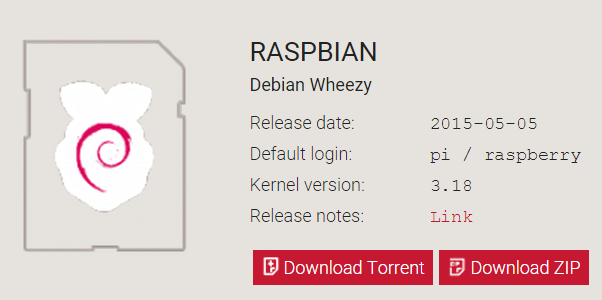 RASPBIAN
Debian Wheezy
Release date: 2015-05-05
Default login: pi / raspberry
Kernel version: 3.18
Release notes: Link
Download Torrent Download ZIP